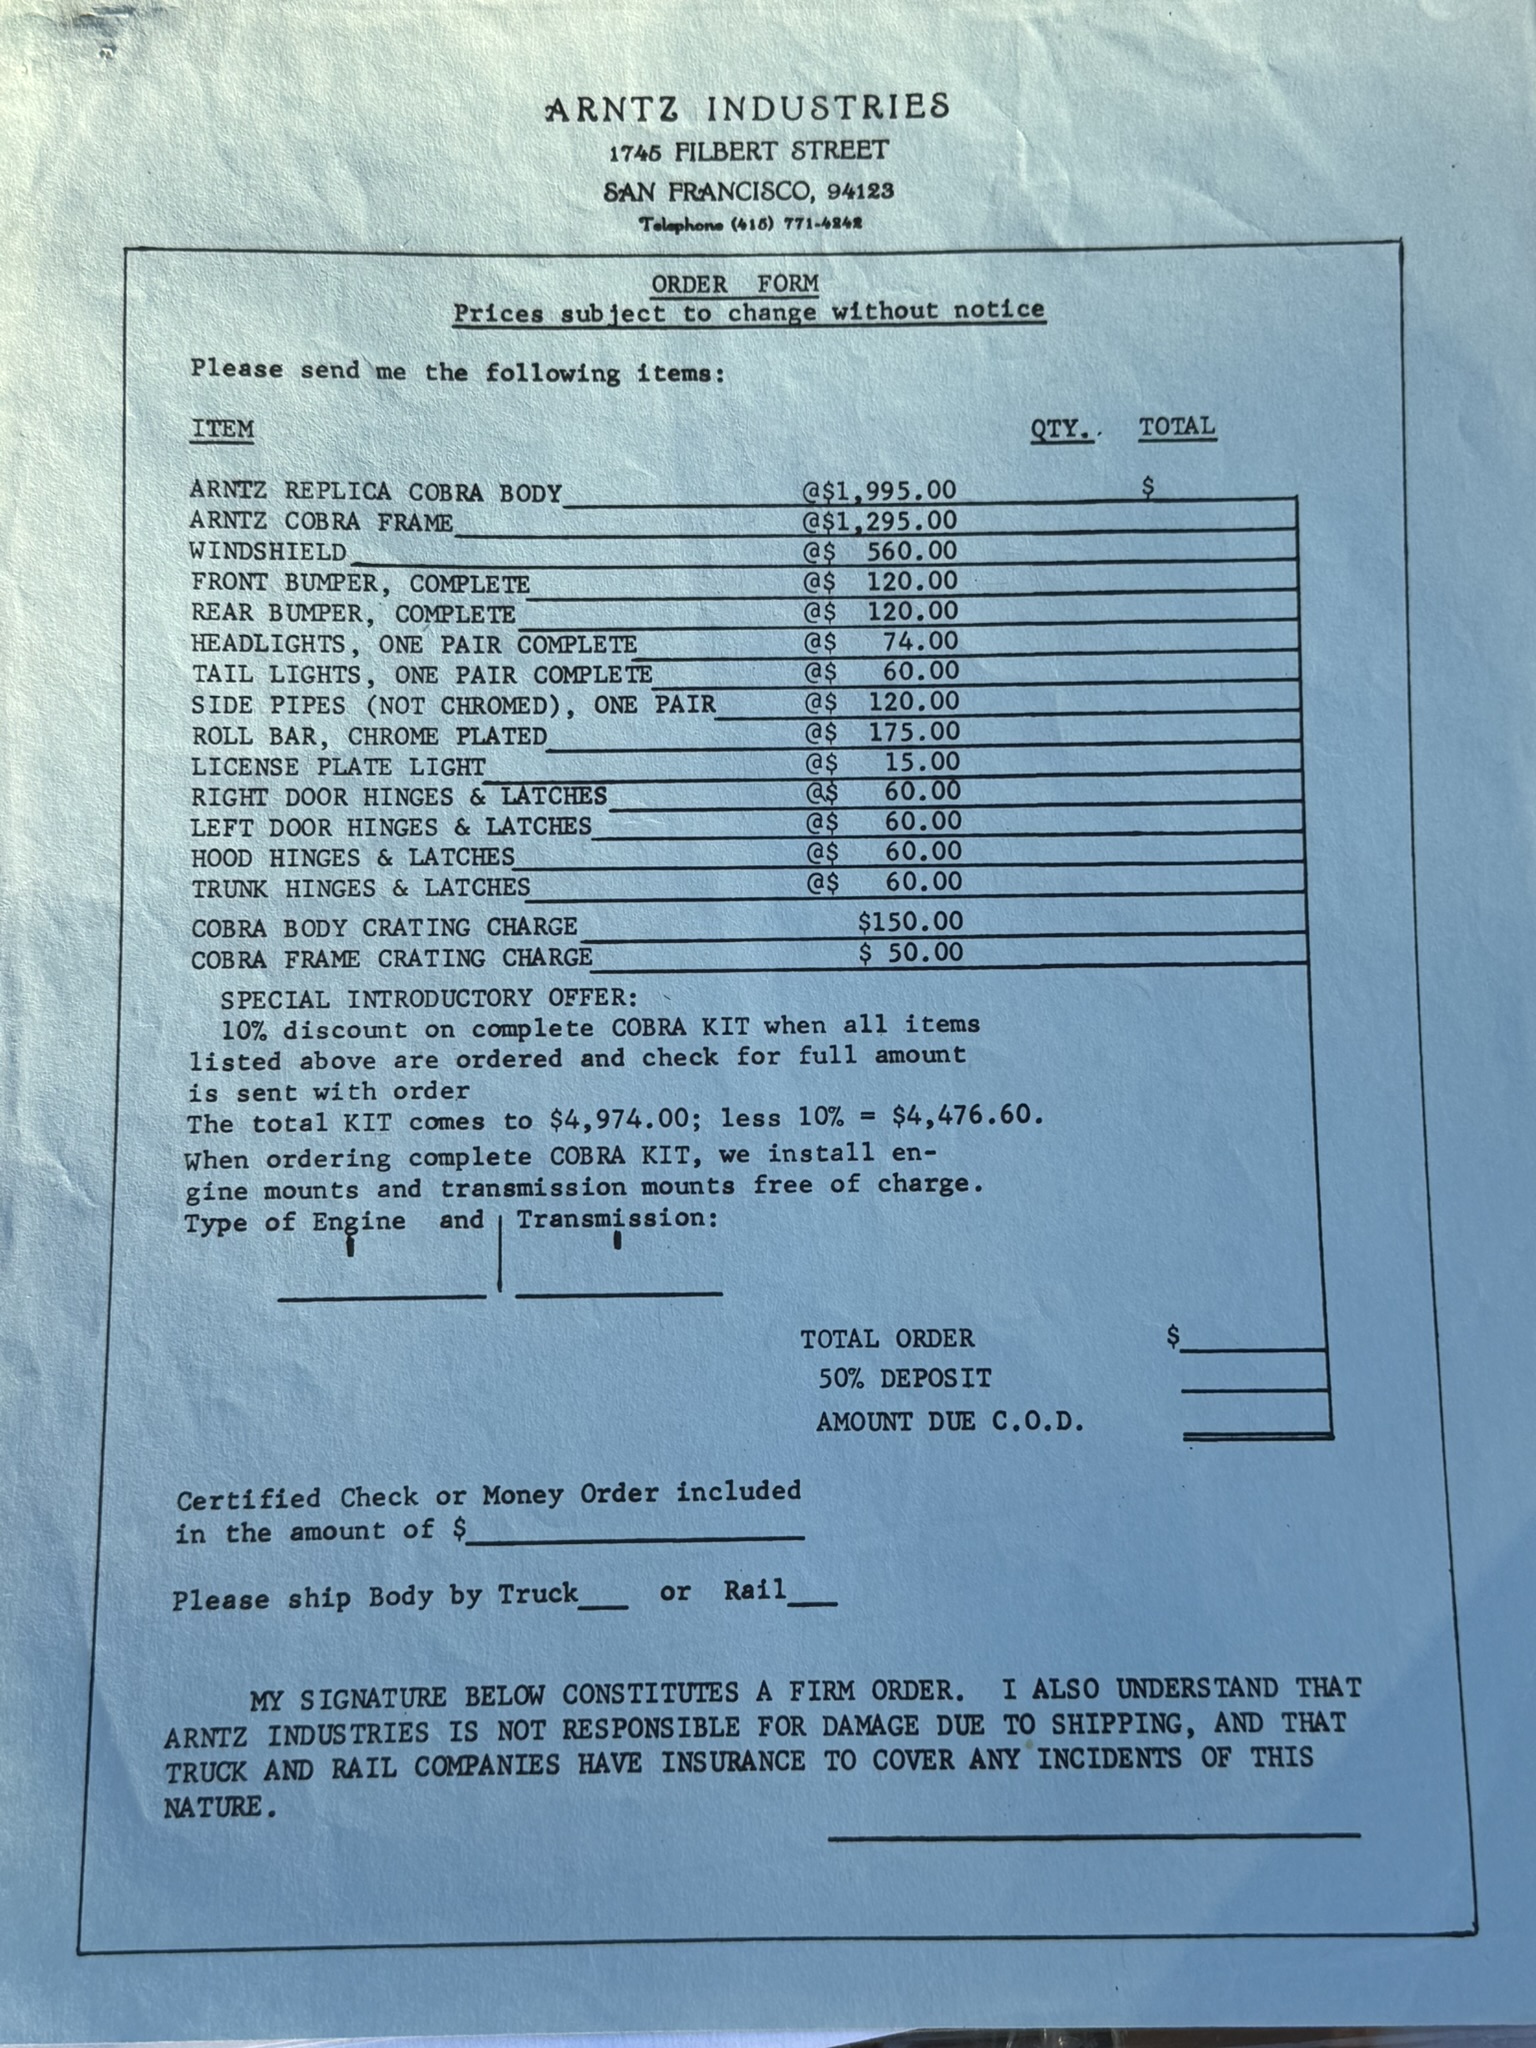 ARNTZ INDUSTRIES
1745 FILBERT STREET
SAN FRANCISCO, 94123
Telephone (415) 771-4242
ORDER FORM
Prices subject to change without notice
Please send me the following items:
ITEM QTY. TOTAL
ARNTZ REPLICA COBRA BODY @$1,995.00 $
ARNTZ COBRA FRAME @$1,295.00
WINDSHIELD @$ 560.00
FRONT BUMPER, COMPLETE @$ 120.00
REAR BUMPER, COMPLETE @$ 120.00
HEADLIGHTS, ONE PAIR COMPLETE @$ 74.00
TAIL LIGHTS, ONE PAIR COMPLETE @$ 60.00
SIDE PIPES (NOT CHROMED), ONE PAIR @$ 120.00
ROLL BAR, CHROME PLATED @$ 175.00
LICENSE PLATE LIGHT @$ 15.00
RIGHT DOOR HINGES & LATCHES @$ 60.00
LEFT DOOR HINGES & LATCHES @$ 60.00
HOOD HINGES & LATCHES @$ 60.00
TRUNK HINGES & LATCHES @$ 60.00
COBRA BODY CRATING CHARGE $150.00
COBRA FRAME CRATING CHARGE $ 50.00
SPECIAL INTRODUCTORY OFFER:
10% discount on complete COBRA KIT when all items
listed above are ordered and check for full amount
is sent with order
The total KIT comes to $4,974.00; less 10% = $4,476.60.
When ordering complete COBRA KIT, we install en-
gine mounts and transmission mounts free of charge.
Type of Engine and Transmission:
TOTAL ORDER $
50% DEPOSIT
AMOUNT DUE C.O.D.
Certified Check or Money Order included
in the amount of $
Please ship Body by Truck___ or Rail___
MY SIGNATURE BELOW CONSTITUTES A FIRM ORDER. I ALSO UNDERSTAND THAT
ARNTZ INDUSTRIES IS NOT RESPONSIBLE FOR DAMAGE DUE TO SHIPPING, AND THAT
TRUCK AND RAIL COMPANIES HAVE INSURANCE TO COVER ANY INCIDENTS OF THIS
NATURE.